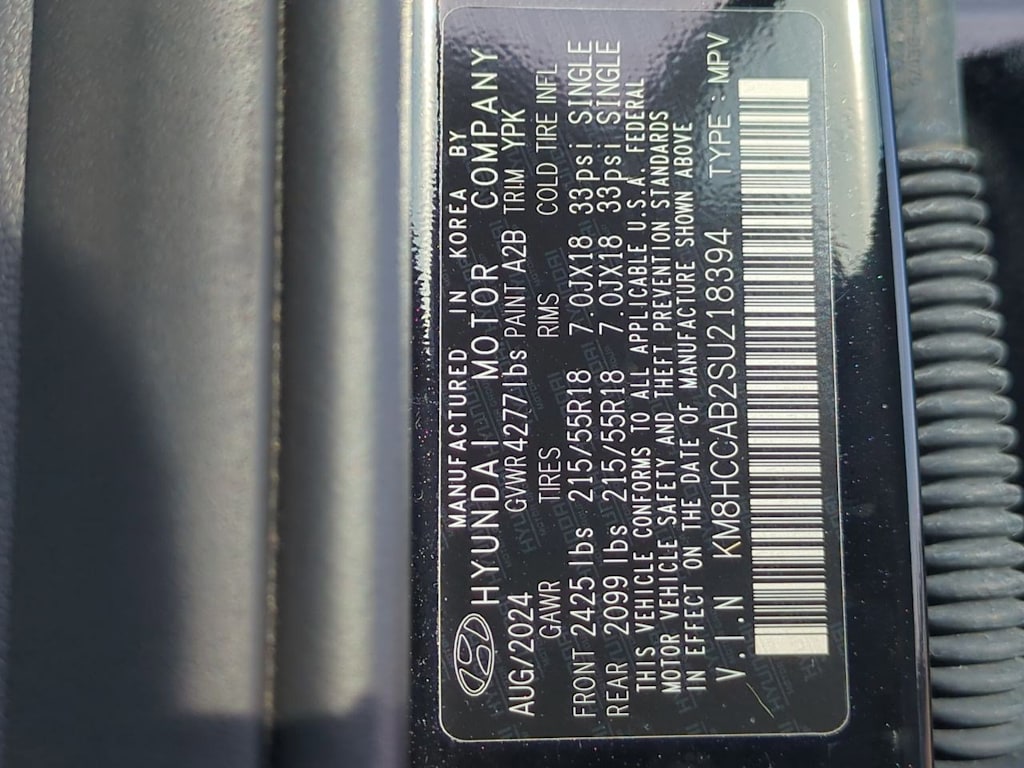 MANUFACTURED IN KOREA BY
HYUNDAI MOTOR COMPANY
AUG/2024 GVWR 4277lbs PAINT A2B TRIM YPK
GAWR TIRES RIMS COLD TIRE INFL
FRONT 2425 lbs 215/55R18 7.0JX18 33psi SINGLE
REAR 2099 lbs 215/55R18 7.0JX18 33psi SINGLE
THIS VEHICLE CONFORMS TO ALL APPLICABLE U.S.A. FEDERAL
MOTOR VEHICLE SAFETY AND THEFT PREVENTION STANDARDS
IN EFFECT ON THE DATE OF MANUFACTURE SHOWN ABOVE
V.I.N KM8HCCAB2SU218394 TYPE:MPV